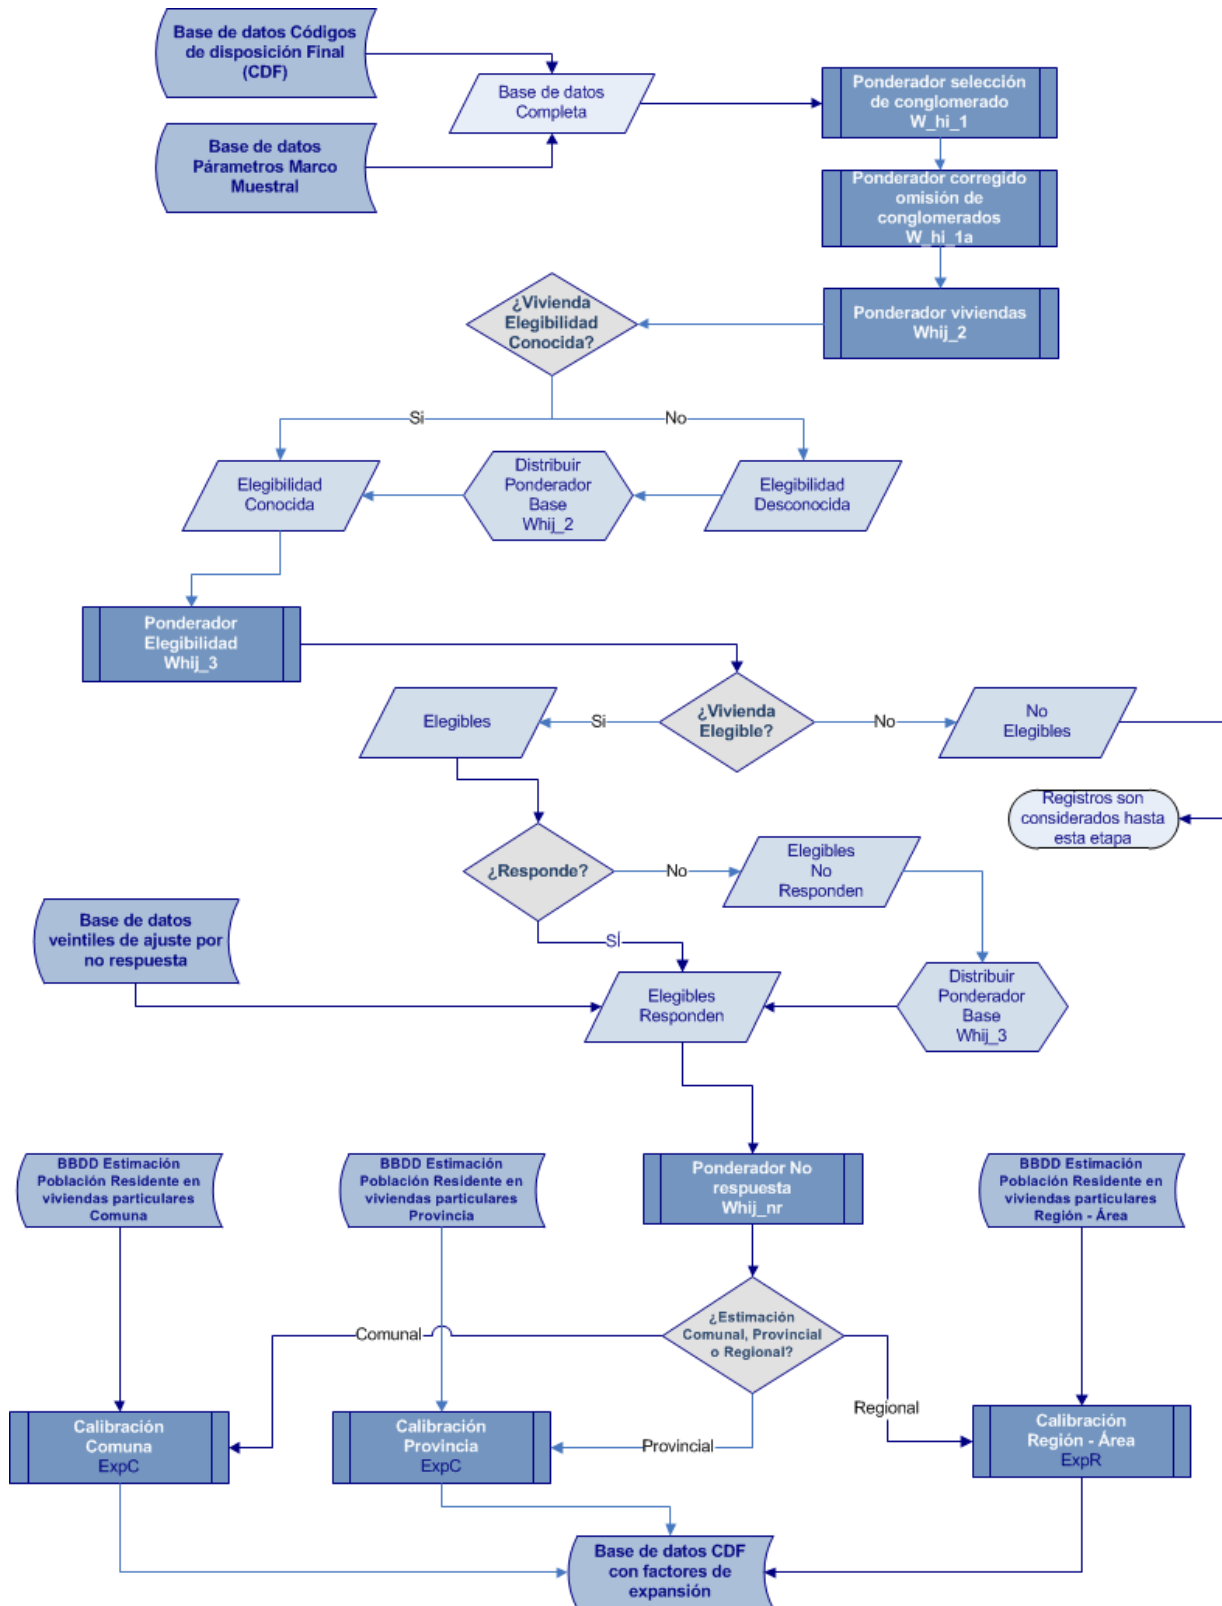 Base de datos Códigos
de disposición Final
(CDF)
Base de datos
Completa
Ponderador selección
de conglomerado
W_hi_1
Base de datos
Párametros Marco
Muestral
Ponderador corregido
omisión de
conglomerados
W_hi_1a
¿Vivienda
Elegibilidad
Conocida?
Ponderador viviendas
Whij_2
Si
No
Elegibilidad
Conocida
Distribuir
Ponderador
Base
Whij_2
Elegibilidad
Desconocida
Ponderador
Elegibilidad
Whij_3
Elegibles
Si
¿Vivienda
Elegible?
No
No
Elegibles
Registros son
considerados hasta
esta etapa
¿Responde?
No
Elegibles
No
Responden
Base de datos
veintiles de ajuste por
no respuesta
SÍ
Elegibles
Responden
Distribuir
Ponderador
Base
Whij_3
BBDD Estimación
Población Residente en
viviendas particulares
Comuna
BBDD Estimación
Población Residente en
viviendas particulares
Provincia
Ponderador No
respuesta
Whij_nr
BBDD Estimación
Población Residente en
viviendas particulares
Región - Área
Comunal
¿Estimación
Comunal, Provincial
o Regional?
Regional
Provincial
Calibración
Comuna
ExpC
Calibración
Provincia
ExpC
Calibración
Región - Área
ExpR
Base de datos CDF
con factores de
expansión